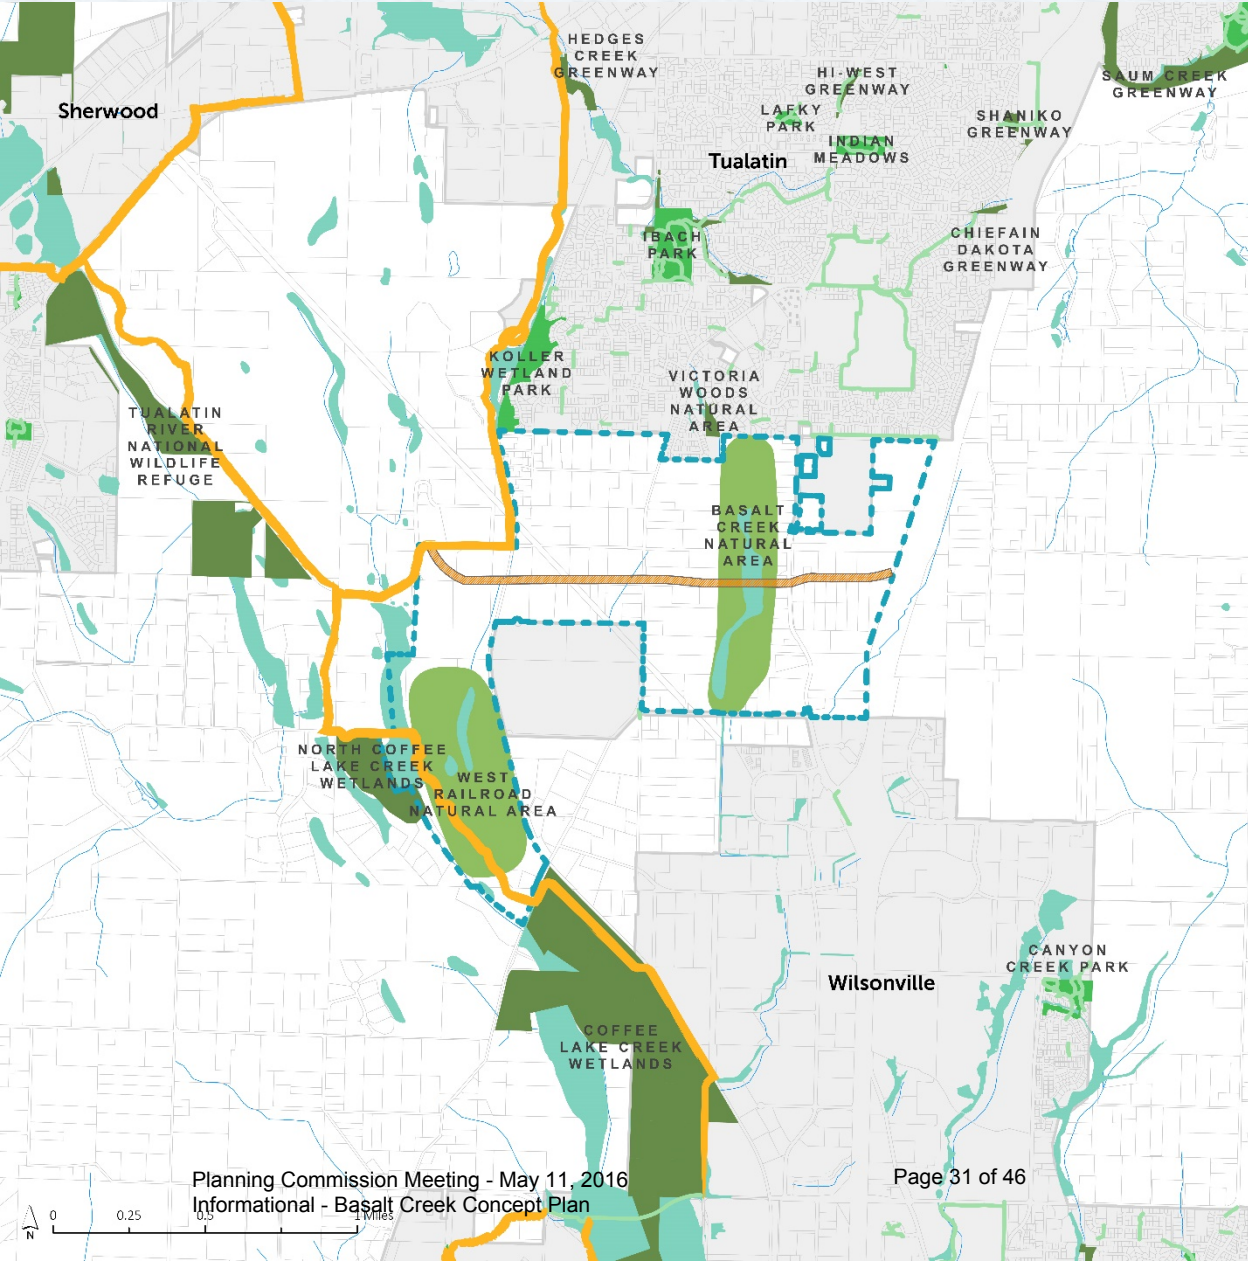 HEDGES
CREEK
GREENWAY
HI-WEST
GREENWAY
SAUM CREEK
GREENWAY
Sherwood
LAFKY
PARK
SHANIKO
GREENWAY
INDIAN
MEADOWS
Tualatin
IBACH
PARK
CHIEFAIN
DAKOTA
GREENWAY
KOLLER
WETLAND
PARK
VICTORIA
WOODS
NATURAL
AREA
TUALATIN
RIVER
NATIONAL
WILDLIFE
REFUGE
BASALT
CREEK
NATURAL
AREA
NORTH COFFEE
LAKE CREEK
WETLANDS
WEST
RAILROAD
NATURAL AREA
CANYON
CREEK PARK
Wilsonville
COFFEE
LAKE CREEK
WETLANDS
Planning Commission Meeting - May 11, 2016
Informational - Basalt Creek Concept Plan
Page 31 of 46
0 0.25 0.5 1 Miles
N